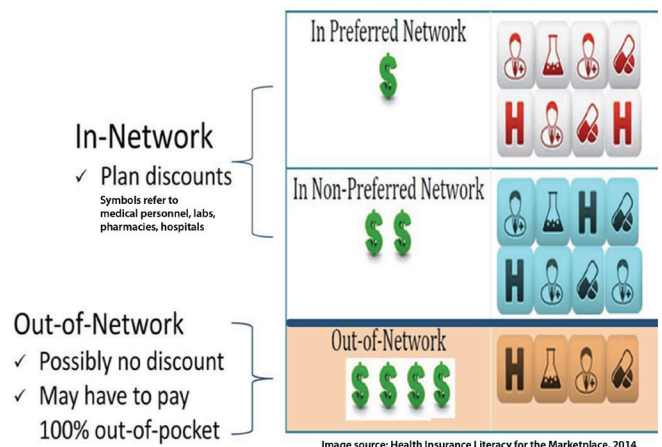 In-Network
✓ Plan discounts
Symbols refer to
medical personnel, labs,
pharmacies, hospitals
Out-of-Network
✓ Possibly no discount
✓ May have to pay
100% out-of-pocket
In Preferred Network
$
H H
In Non-Preferred Network
$ $
H
H
Out-of-Network
$ $ $ $
H
Image source: Health Insurance Literacy for the Marketplace, 2014